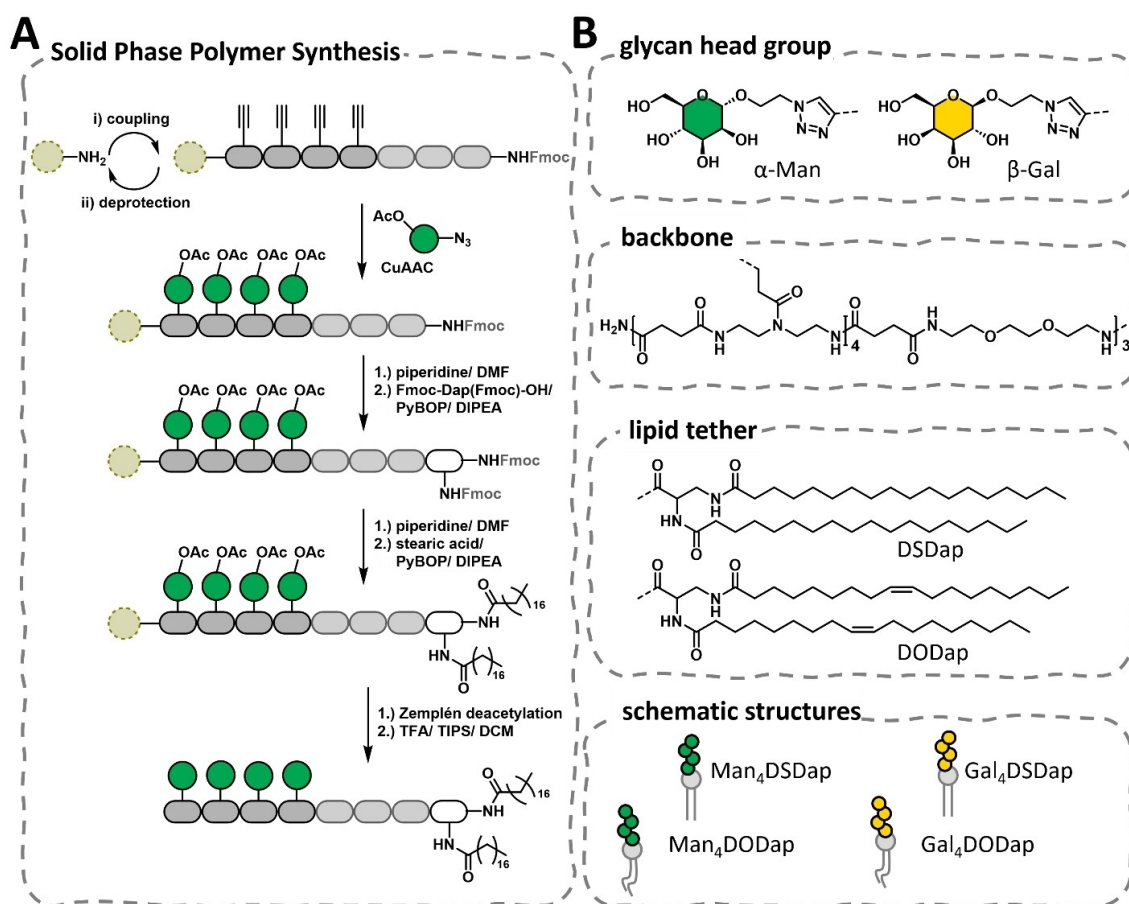 A
Solid Phase Polymer Synthesis
i) coupling
NH₂
ii) deprotection
NHFmoc
AcO
N₃
CuAAC
OAc OAc OAc OAc
NHFmoc
1.) piperidine/ DMF
2.) Fmoc-Dap(Fmoc)-OH/
PyBOP/ DIPEA
OAc OAc OAc OAc
NHFmoc
NHFmoc
1.) piperidine/ DMF
2.) stearic acid/
PyBOP/ DIPEA
OAc OAc OAc OAc
O
16
NH
HN
16
O
1.) Zemplén deacetylation
2.) TFA/ TIPS/ DCM
O
16
NH
HN
16
O
B
glycan head group
HO O O N
HO OH N=N
OH
α-Man
HO O O N
HO OH N=N
OH
β-Gal
backbone
O
O O H
H₂N N N N 4 N O O N 3
O H H O H
lipid tether
O O
N
H
HN
O
DSDap
O O
N
H
HN
O
DODap
schematic structures
Man₄DSDap
Gal₄DSDap
Man₄DODap
Gal₄DODap